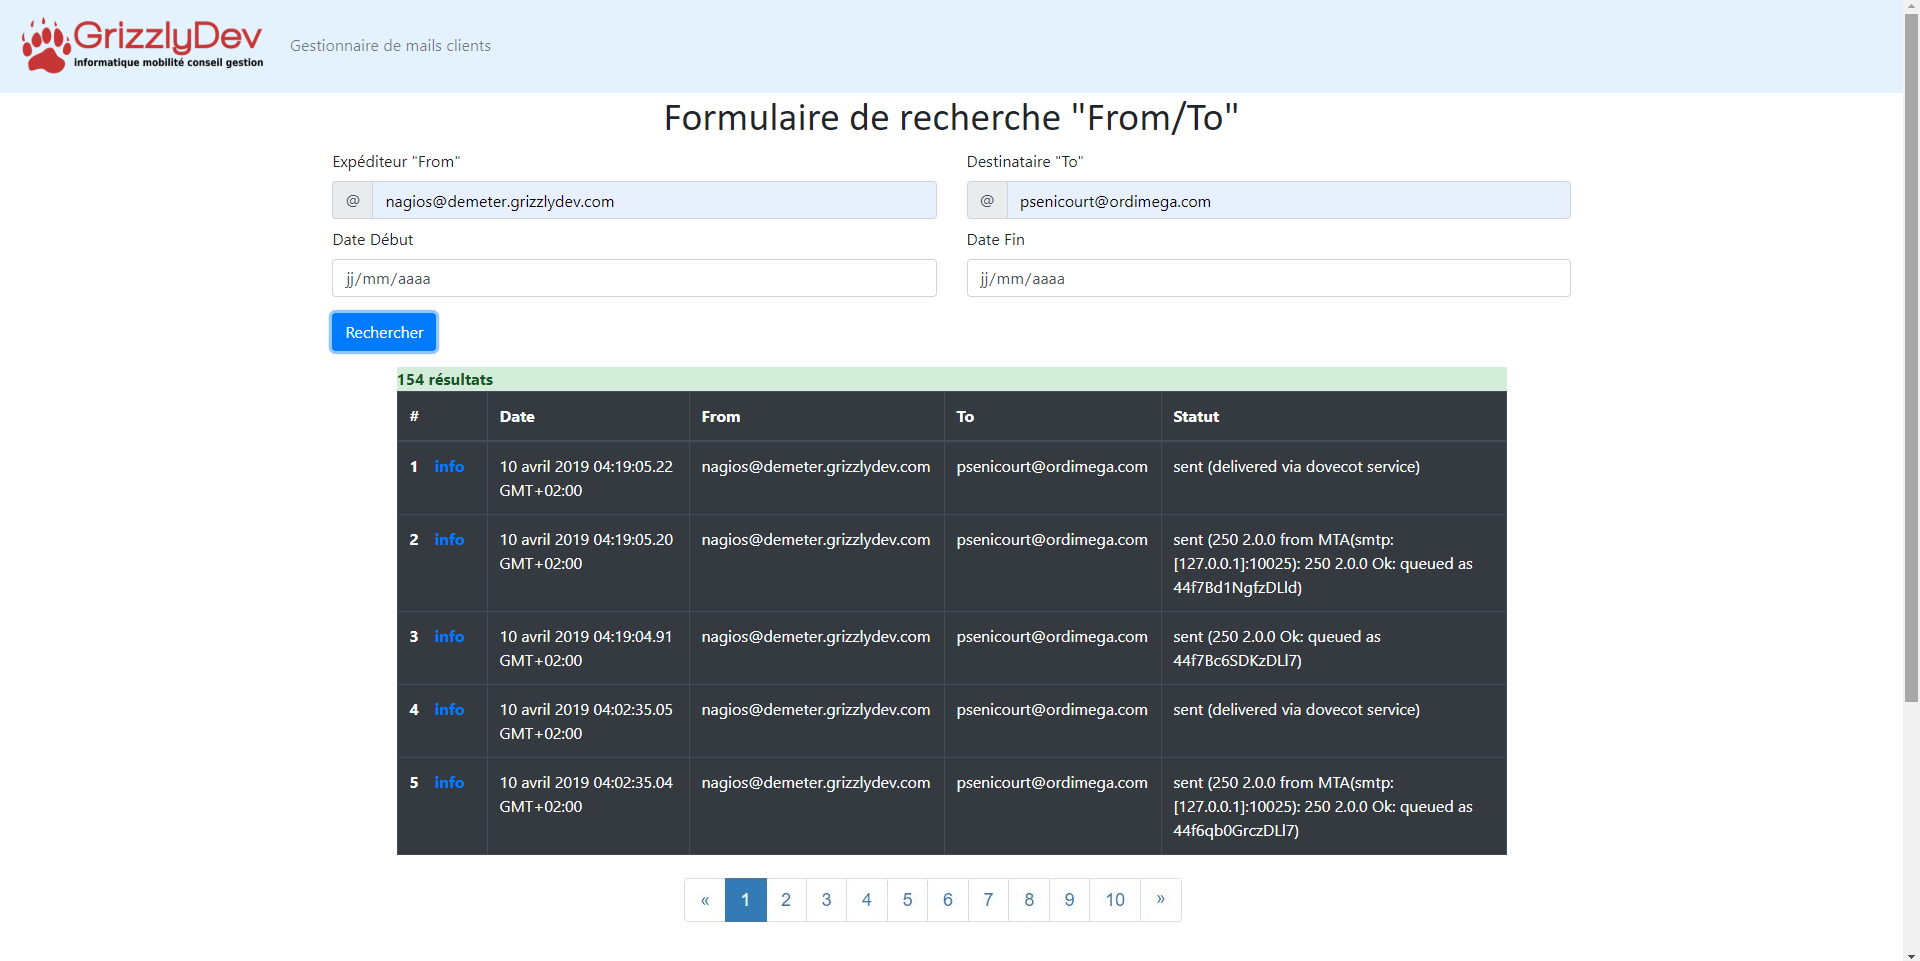 GrizzlyDev
informatique mobilité conseil gestion
Gestionnaire de mails clients
Formulaire de recherche "From/To"
Expéditeur "From"
Destinataire "To"
@ nagios@demeter.grizzlydev.com
@ psenicourt@ordimega.com
Date Début
Date Fin
jj/mm/aaaa
jj/mm/aaaa
Rechercher
154 résultats
# Date From To Statut
1 info 10 avril 2019 04:19:05.22 nagios@demeter.grizzlydev.com psenicourt@ordimega.com sent (delivered via dovecot service)
GMT+02:00
2 info 10 avril 2019 04:19:05.20 nagios@demeter.grizzlydev.com psenicourt@ordimega.com sent (250 2.0.0 from MTA(smtp:
GMT+02:00 [127.0.0.1]:10025): 250 2.0.0 Ok: queued as
44f7Bd1NgfzDLld)
3 info 10 avril 2019 04:19:04.91 nagios@demeter.grizzlydev.com psenicourt@ordimega.com sent (250 2.0.0 Ok: queued as
GMT+02:00 44f7Bc6SDKzDLl7)
4 info 10 avril 2019 04:02:35.05 nagios@demeter.grizzlydev.com psenicourt@ordimega.com sent (delivered via dovecot service)
GMT+02:00
5 info 10 avril 2019 04:02:35.04 nagios@demeter.grizzlydev.com psenicourt@ordimega.com sent (250 2.0.0 from MTA(smtp:
GMT+02:00 [127.0.0.1]:10025): 250 2.0.0 Ok: queued as
44f6qb0GrczDLl7)
« 1 2 3 4 5 6 7 8 9 10 »